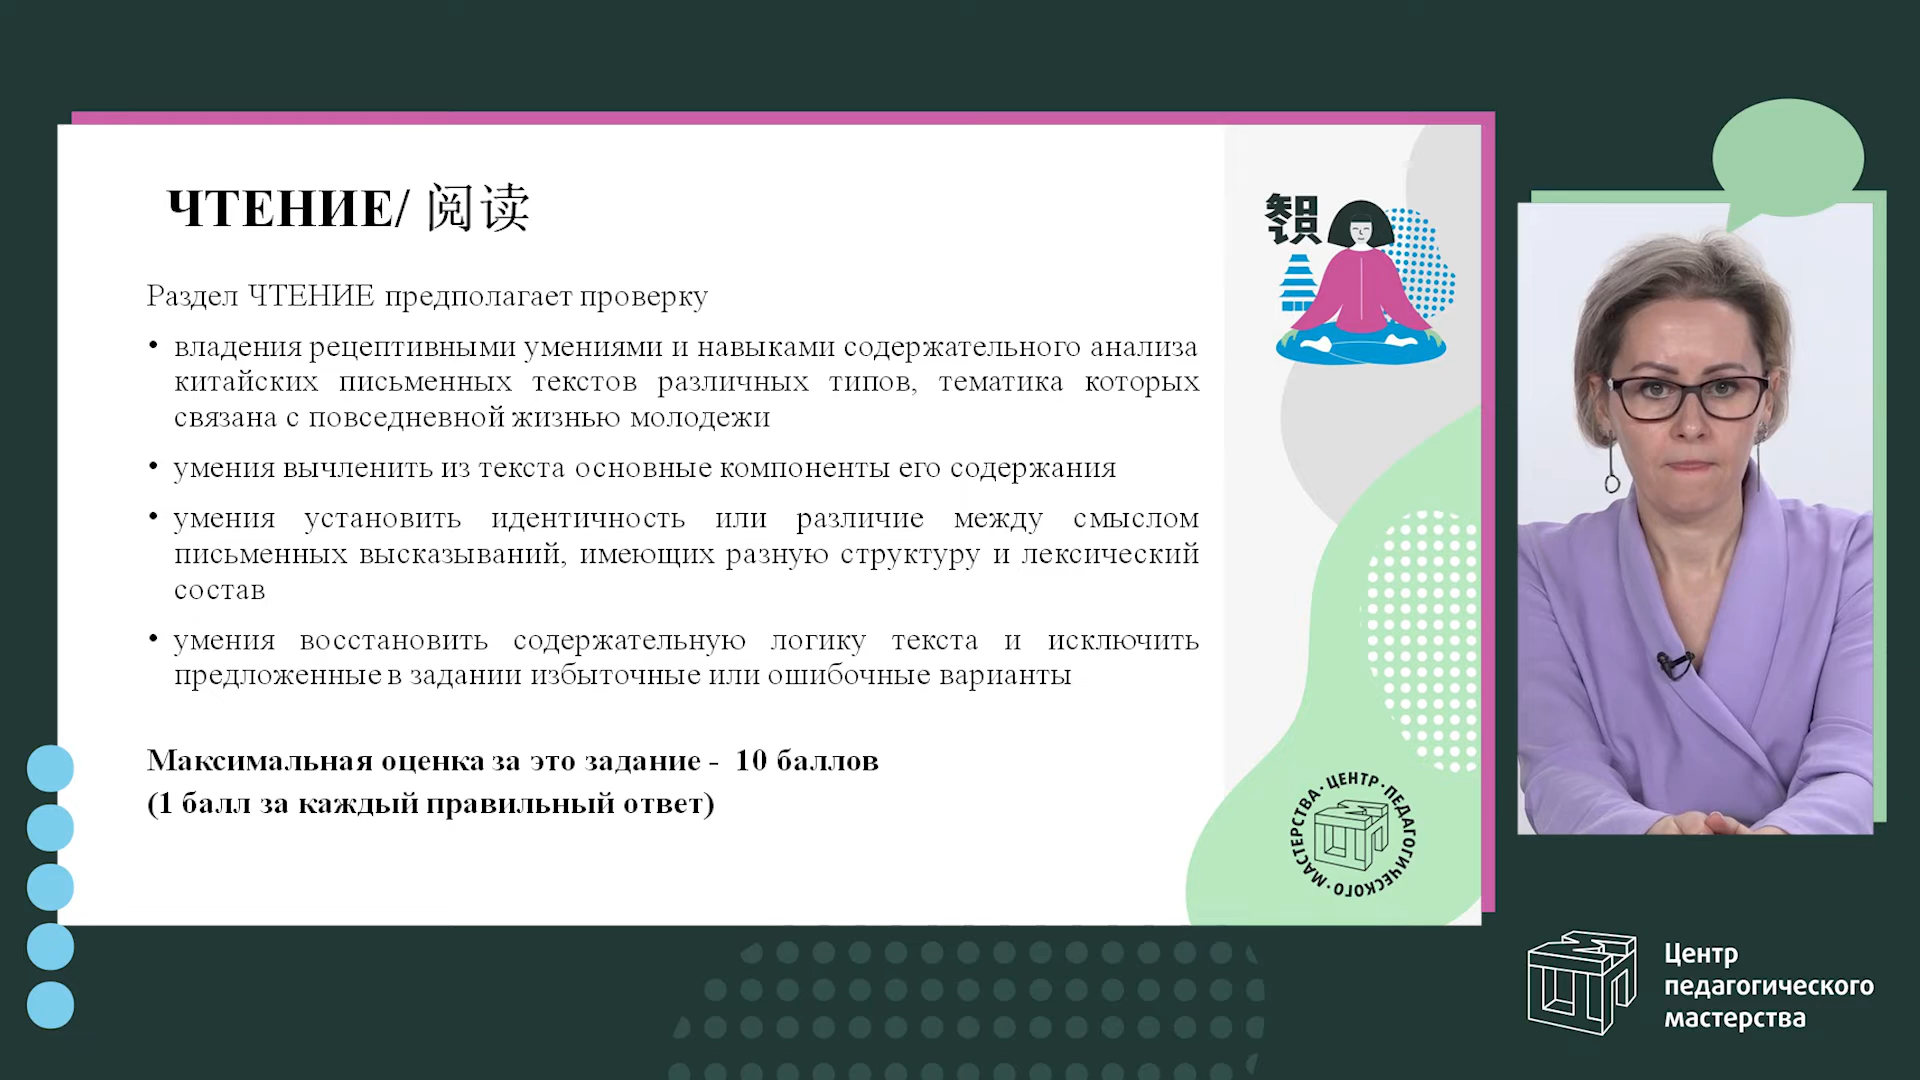 ЧТЕНИЕ/ 阅读
Раздел ЧТЕНИЕ предполагает проверку
• владения рецептивными умениями и навыками содержательного анализа
китайских письменных текстов различных типов, тематика которых
связана с повседневной жизнью молодежи
• умения вычленить из текста основные компоненты его содержания
• умения установить идентичность или различие между смыслом
письменных высказываний, имеющих разную структуру и лексический
состав
• умения восстановить содержательную логику текста и исключить
предложенные в задании избыточные или ошибочные варианты
Максимальная оценка за это задание - 10 баллов
(1 балл за каждый правильный ответ)
智识
ЦЕНТР · ПЕДАГОГИЧЕСКОГО · МАСТЕРСТВА ·
Центр
педагогического
мастерства